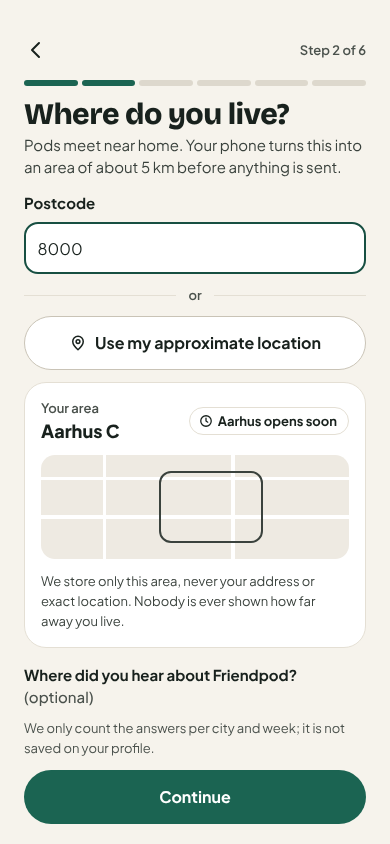 Step 2 of 6
Where do you live?
Pods meet near home. Your phone turns this into
an area of about 5 km before anything is sent.
Postcode
8000
or
Use my approximate location
Your area
Aarhus C
Aarhus opens soon
We store only this area, never your address or
exact location. Nobody is ever shown how far
away you live.
Where did you hear about Friendpod?
(optional)
We only count the answers per city and week; it is not
saved on your profile.
Continue